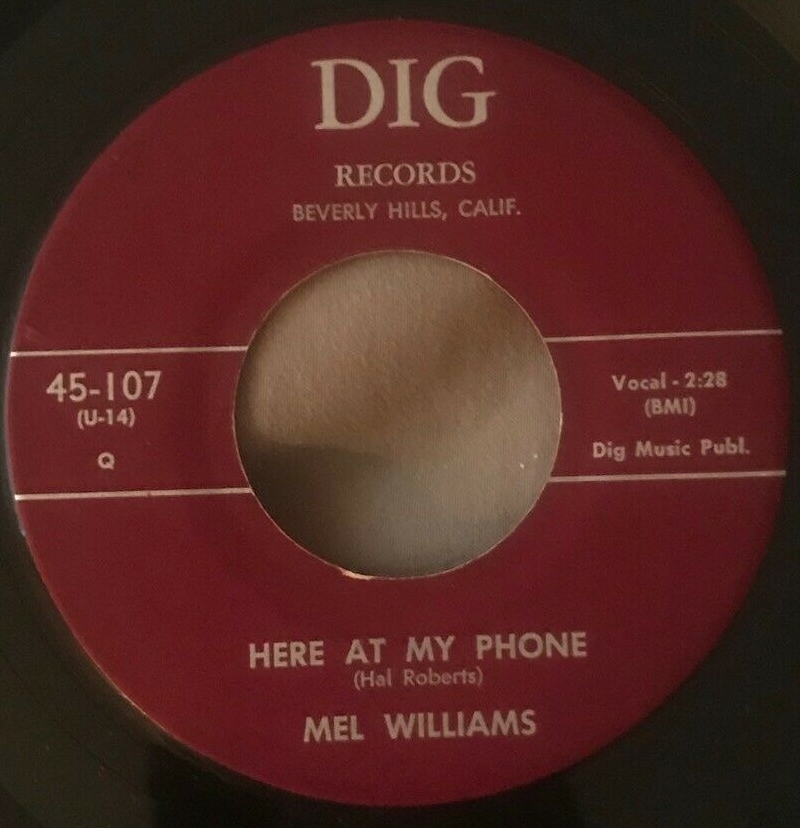 DIG
RECORDS
BEVERLY HILLS, CALIF.
45-107
(U-14)
Q
Vocal - 2:28
(BMI)
Dig Music Publ.
HERE AT MY PHONE
(Hal Roberts)
MEL WILLIAMS